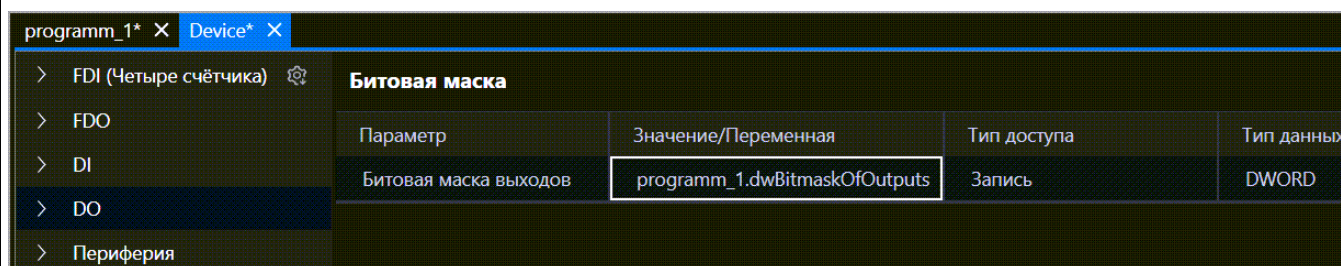 programm_1* Device*
FDI (Четыре счётчика)
FDO
DI
DO
Периферия
Битовая маска
Параметр Значение/Переменная Тип доступа Тип данных
Битовая маска выходов programm_1.dwBitmaskOfOutputs Запись DWORD